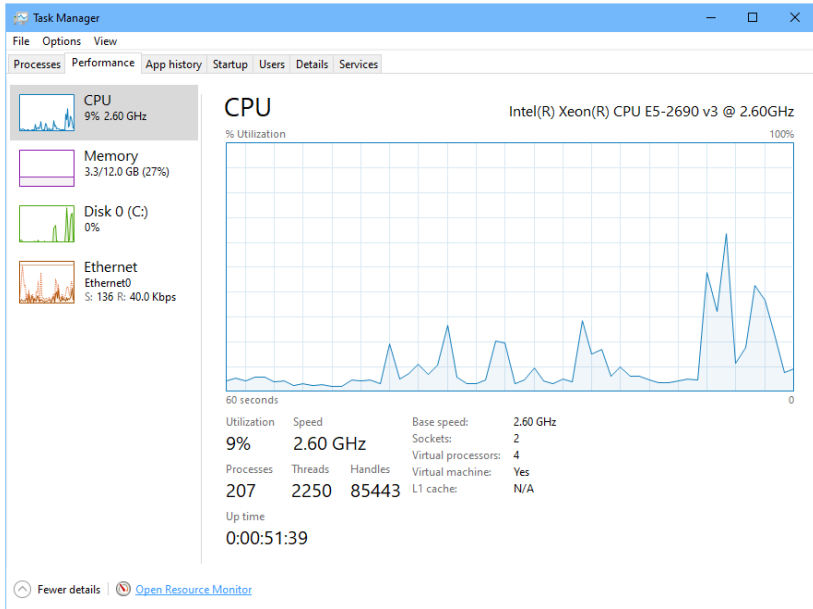 Task Manager
File Options View
Processes Performance App history Startup Users Details Services
CPU
9% 2.60 GHz
Memory
3.3/12.0 GB (27%)
Disk 0 (C:)
0%
Ethernet
Ethernet0
S: 136 R: 40.0 Kbps
CPU Intel(R) Xeon(R) CPU E5-2690 v3 @ 2.60GHz
% Utilization 100%
60 seconds 0
Utilization Speed
9% 2.60 GHz
Processes Threads Handles
207 2250 85443
Up time
0:00:51:39
Base speed: 2.60 GHz
Sockets: 2
Virtual processors: 4
Virtual machine: Yes
L1 cache: N/A
Fewer details Open Resource Monitor